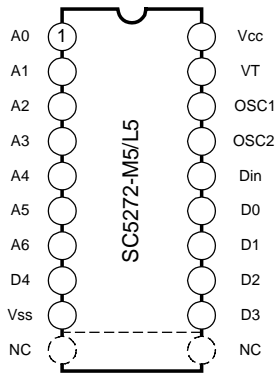 A0 1 Vcc
A1 VT
A2 OSC1
A3 OSC2
A4 Din
A5 D0
A6 D1
D4 D2
Vss D3
NC NC
SC5272-M5/L5